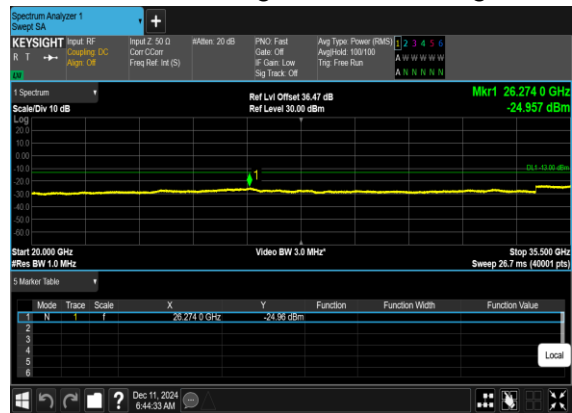 Spectrum Analyzer 1
Swept SA
+
KEYSIGHT Input: RF Input Z: 50 Ω #Atten: 20 dB PNO: Fast Avg Type: Power (RMS) 1 2 3 4 5 6
R T Coupling: DC Corr CCorr Gate: Off Avg|Hold: 100/100 A W W W W W
Align: Off Freq Ref: Int (S) IF Gain: Low Trig: Free Run
LXI Sig Track: Off A N N N N N
1 Spectrum Ref Lvl Offset 36.47 dB Mkr1 26.274 0 GHz
Scale/Div 10 dB Ref Level 30.00 dBm -24.957 dBm
Log
20.0
10.0
0.00
-10.0 1 DL1 -13.00 dBm
-20.0
-30.0
-40.0
-50.0
-60.0
Start 20.000 GHz Video BW 3.0 MHz* Stop 35.500 GHz
#Res BW 1.0 MHz Sweep 26.7 ms (40001 pts)
5 Marker Table
Mode Trace Scale X Y Function Function Width Function Value
1 N 1 f 26.274 0 GHz -24.96 dBm
2
3
4
5
6
Local
? Dec 11, 2024
6:44:33 AM